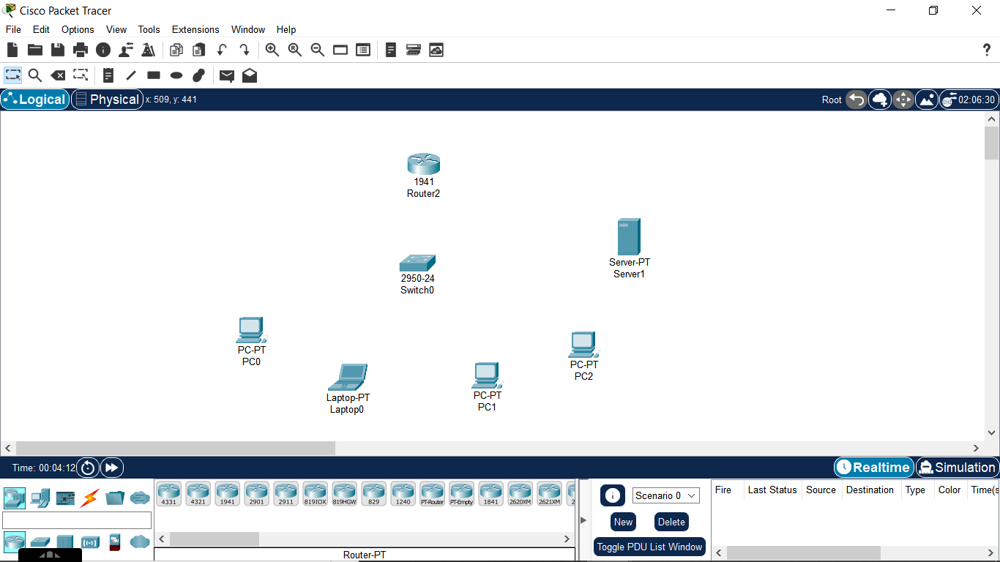 Cisco Packet Tracer
File Edit Options View Tools Extensions Window Help
Logical Physical x: 509, y: 441 Root 02:06:30
1941
Router2
Server-PT
Server1
2950-24
Switch0
PC-PT
PC0
Laptop-PT
Laptop0
PC-PT
PC1
PC-PT
PC2
Time: 00:04:12 Realtime Simulation
4331 4321 1941 2901 2911 819IOX 819HGW 829 1240 PT-Router PT-Empty 1841 2620XM 2621XM 2
Router-PT
Scenario 0
New Delete
Toggle PDU List Window
Fire Last Status Source Destination Type Color Time(s